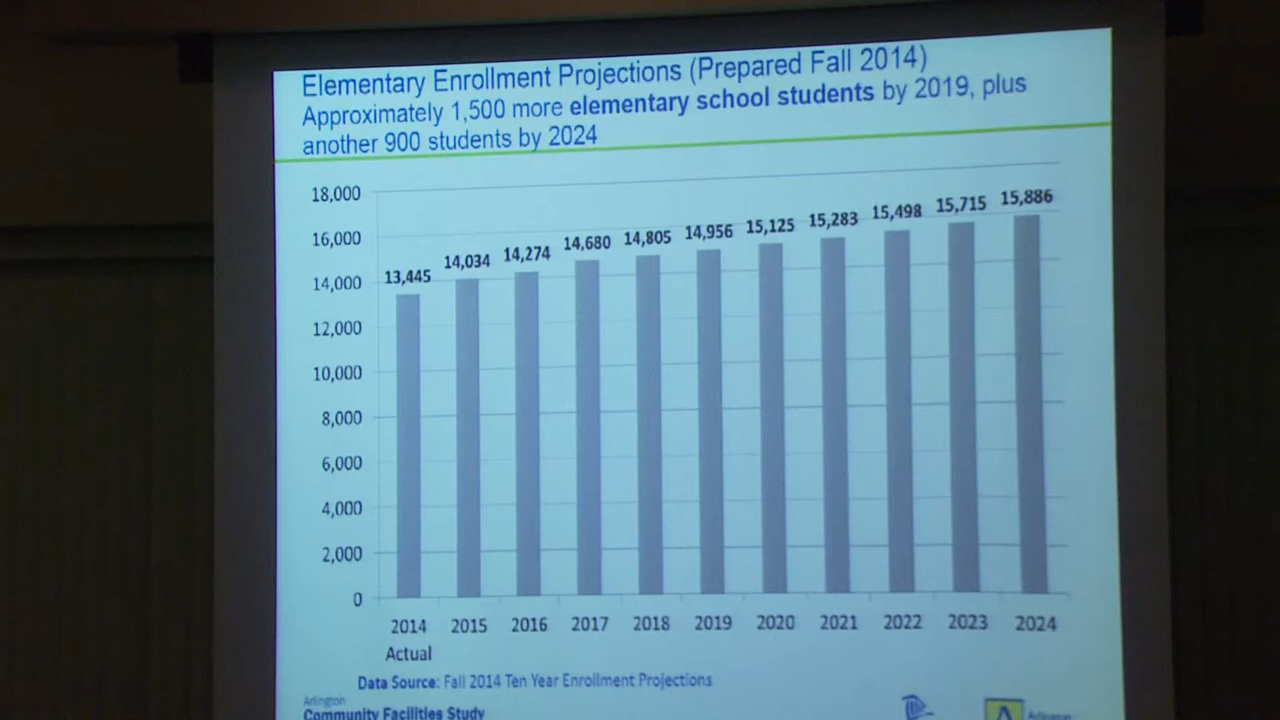 Elementary Enrollment Projections (Prepared Fall 2014)
Approximately 1,500 more elementary school students by 2019, plus
another 900 students by 2024
18,000
16,000
14,000
12,000
10,000
8,000
6,000
4,000
2,000
0
13,445
14,034
14,274
14,680
14,805
14,956
15,125
15,283
15,498
15,715
15,886
2014 2015 2016 2017 2018 2019 2020 2021 2022 2023 2024
Actual
Data Source: Fall 2014 Ten Year Enrollment Projections
Arlington
Community Facilities Study
Arlington